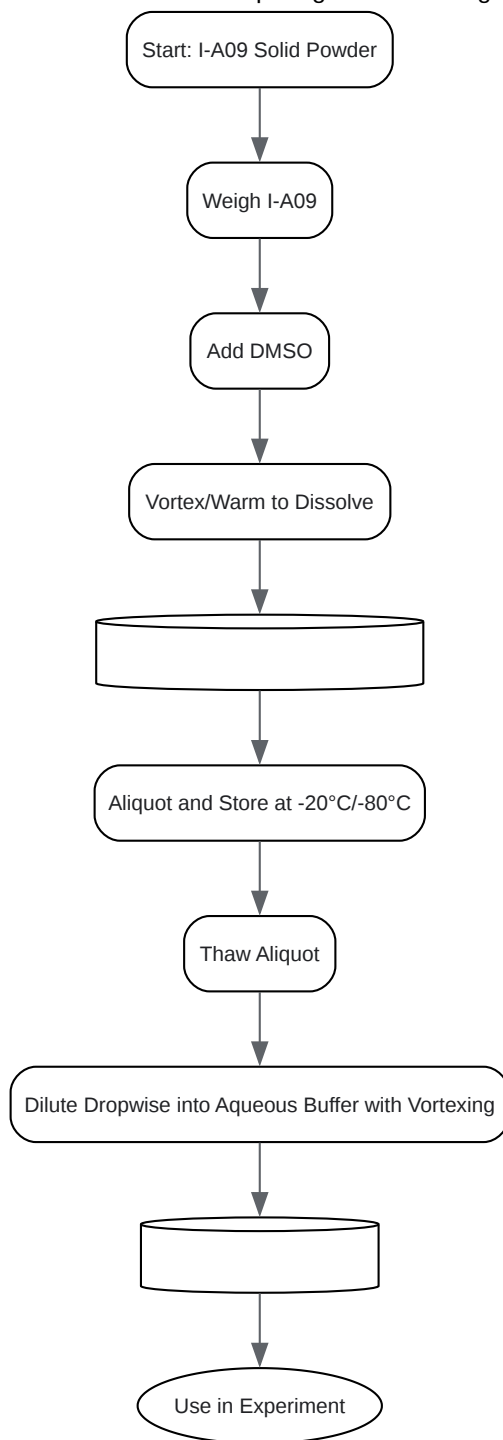 Start: I-A09 Solid Powder
Weigh I-A09
Add DMSO
Vortex/Warm to Dissolve
Aliquot and Store at -20°C/-80°C
Thaw Aliquot
Dilute Dropwise into Aqueous Buffer with Vortexing
Use in Experiment